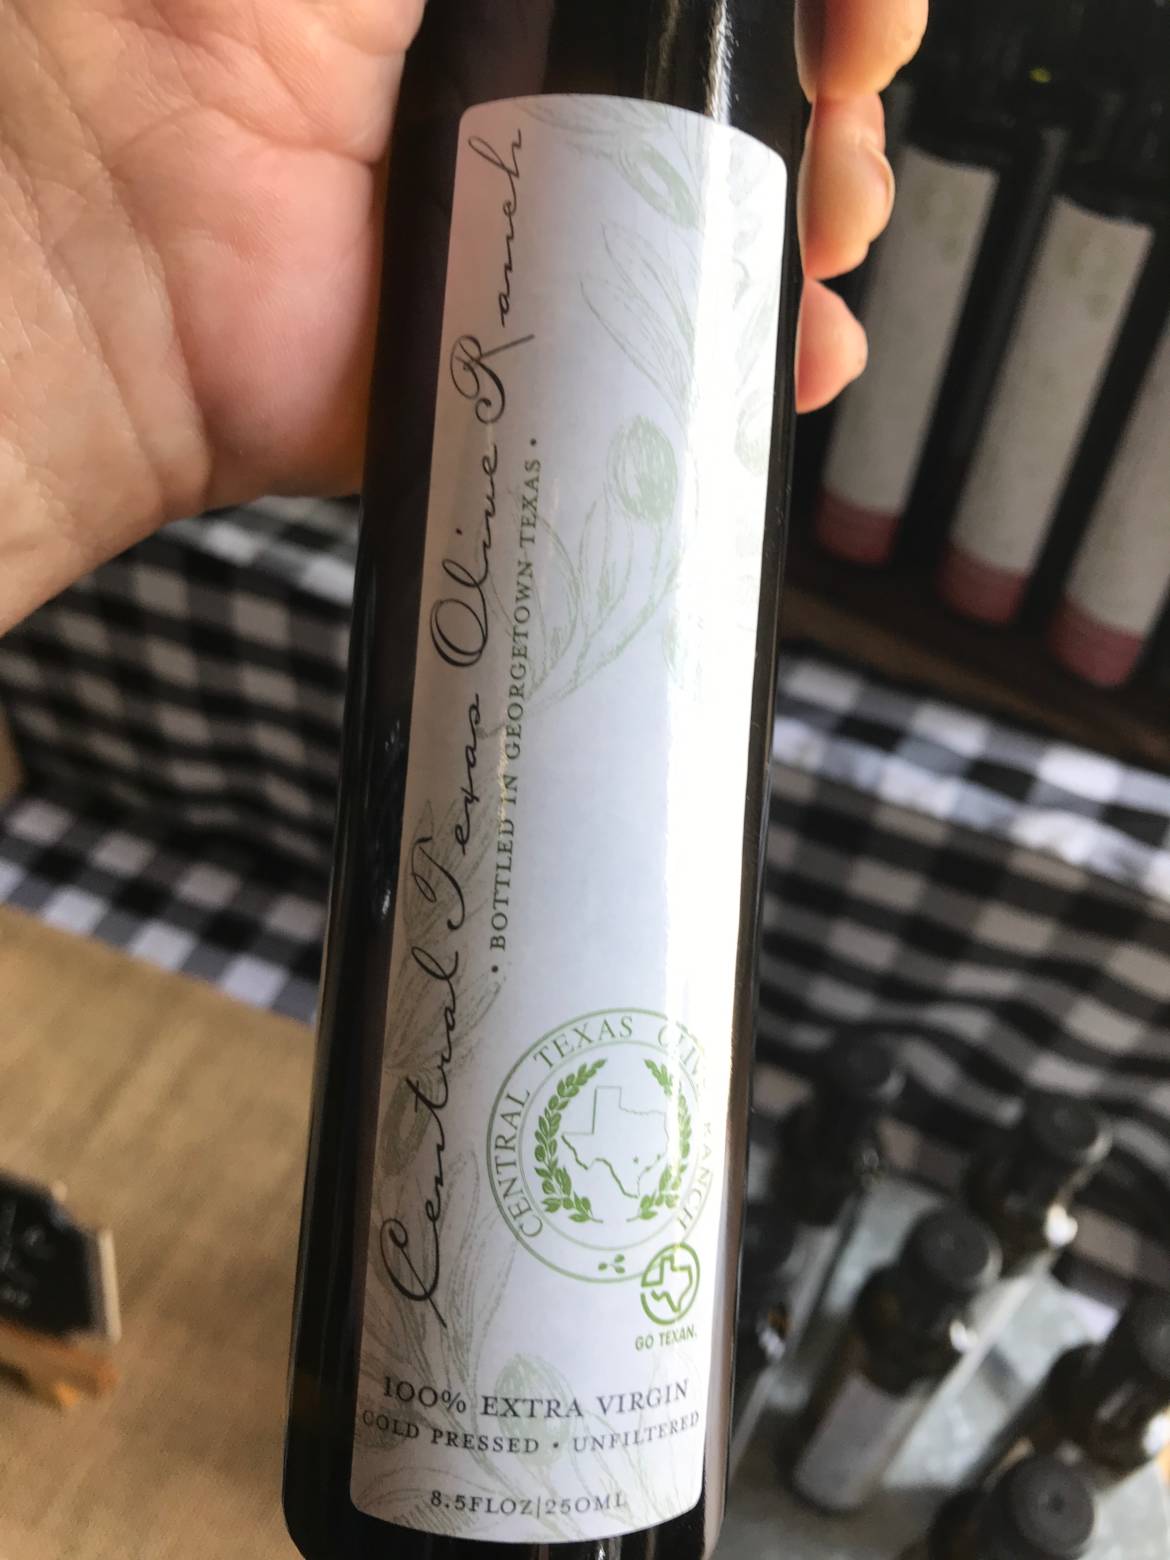 Central Texas Olive Ranch
• BOTTLED IN GEORGETOWN TEXAS •
CENTRAL TEXAS OLIVE RANCH
GO TEXAN.
100% EXTRA VIRGIN
COLD PRESSED • UNFILTERED
8.5FLOZ|250ML